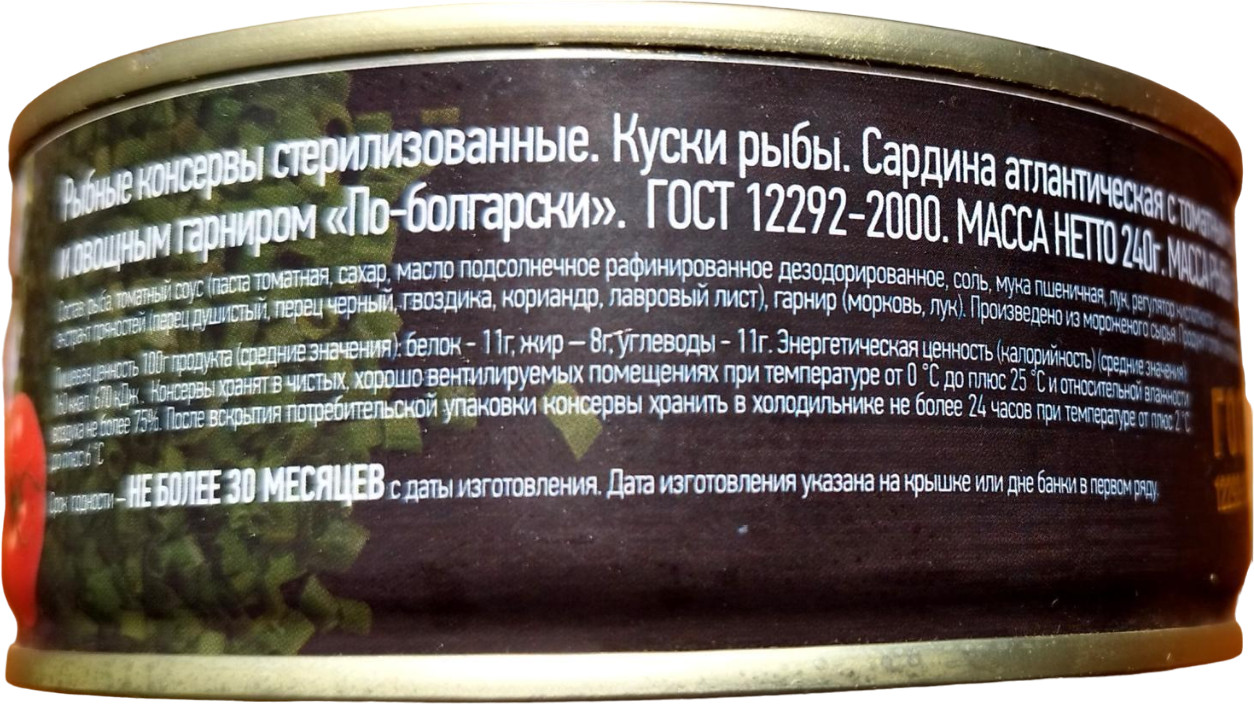 Рыбные консервы стерилизованные. Куски рыбы. Сардина атлантическая с
и овощным гарниром «По-болгарски». ГОСТ 12292-2000. МАССА НЕТТО 240г. МАССА
Состав: рыба, томатный соус (паста томатная, сахар, масло подсолнечное рафинированное дезодорированное, соль, мука пшеничная, лук, регулятор кислотности
экстракт пряностей (перец душистый, перец черный, гвоздика, кориандр, лавровый лист), гарнир (морковь, лук). Произведено из мороженого сырья.
Пищевая ценность 100г продукта (средние значения): белок - 11г, жир – 8г, углеводы - 11г. Энергетическая ценность (калорийность) (средние значения):
160 ккал, 670 кДж. Консервы хранят в чистых, хорошо вентилируемых помещениях при температуре от 0 °С до плюс 25 °С и относительной влажности
воздуха не более 75%. После вскрытия потребительской упаковки консервы хранить в холодильнике не более 24 часов при температуре от плюс 2 °С
до плюс 6 °С
Срок годности – НЕ БОЛЕЕ 30 МЕСЯЦЕВ с даты изготовления. Дата изготовления указана на крышке или дне банки в первом ряду.